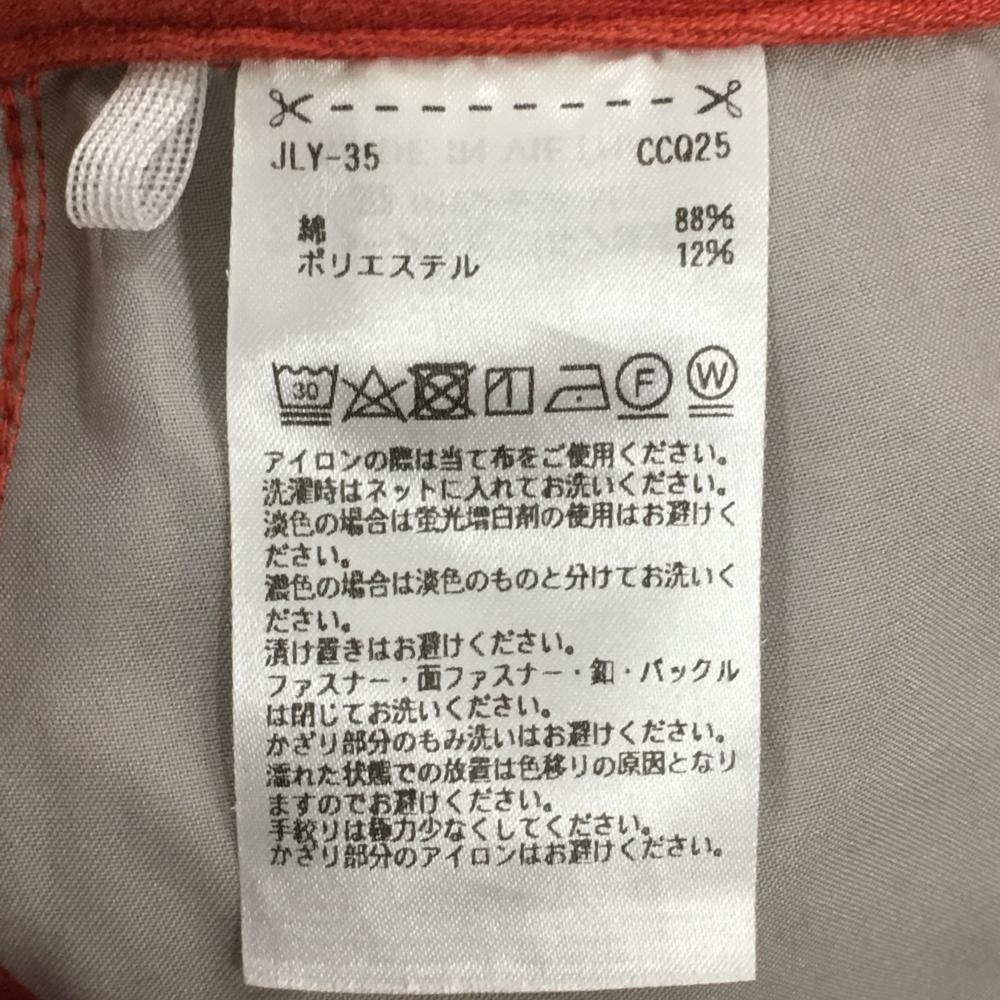 JLY-35 CCQ25
綿 88%
ポリエステル 12%
30 F W
アイロンの際は当て布をご使用ください。
洗濯時はネットに入れてお洗いください。
淡色の場合は蛍光増白剤の使用はお避けく
ださい。
濃色の場合は淡色のものと分けてお洗いく
ださい。
漬け置きはお避けください。
ファスナー・面ファスナー・釦・バックル
は閉じてお洗いください。
かざり部分のもみ洗いはお避けください。
濡れた状態での放置は色移りの原因となり
ますのでお避けください。
手絞りは極力少なくしてください。
かざり部分のアイロンはお避けください。